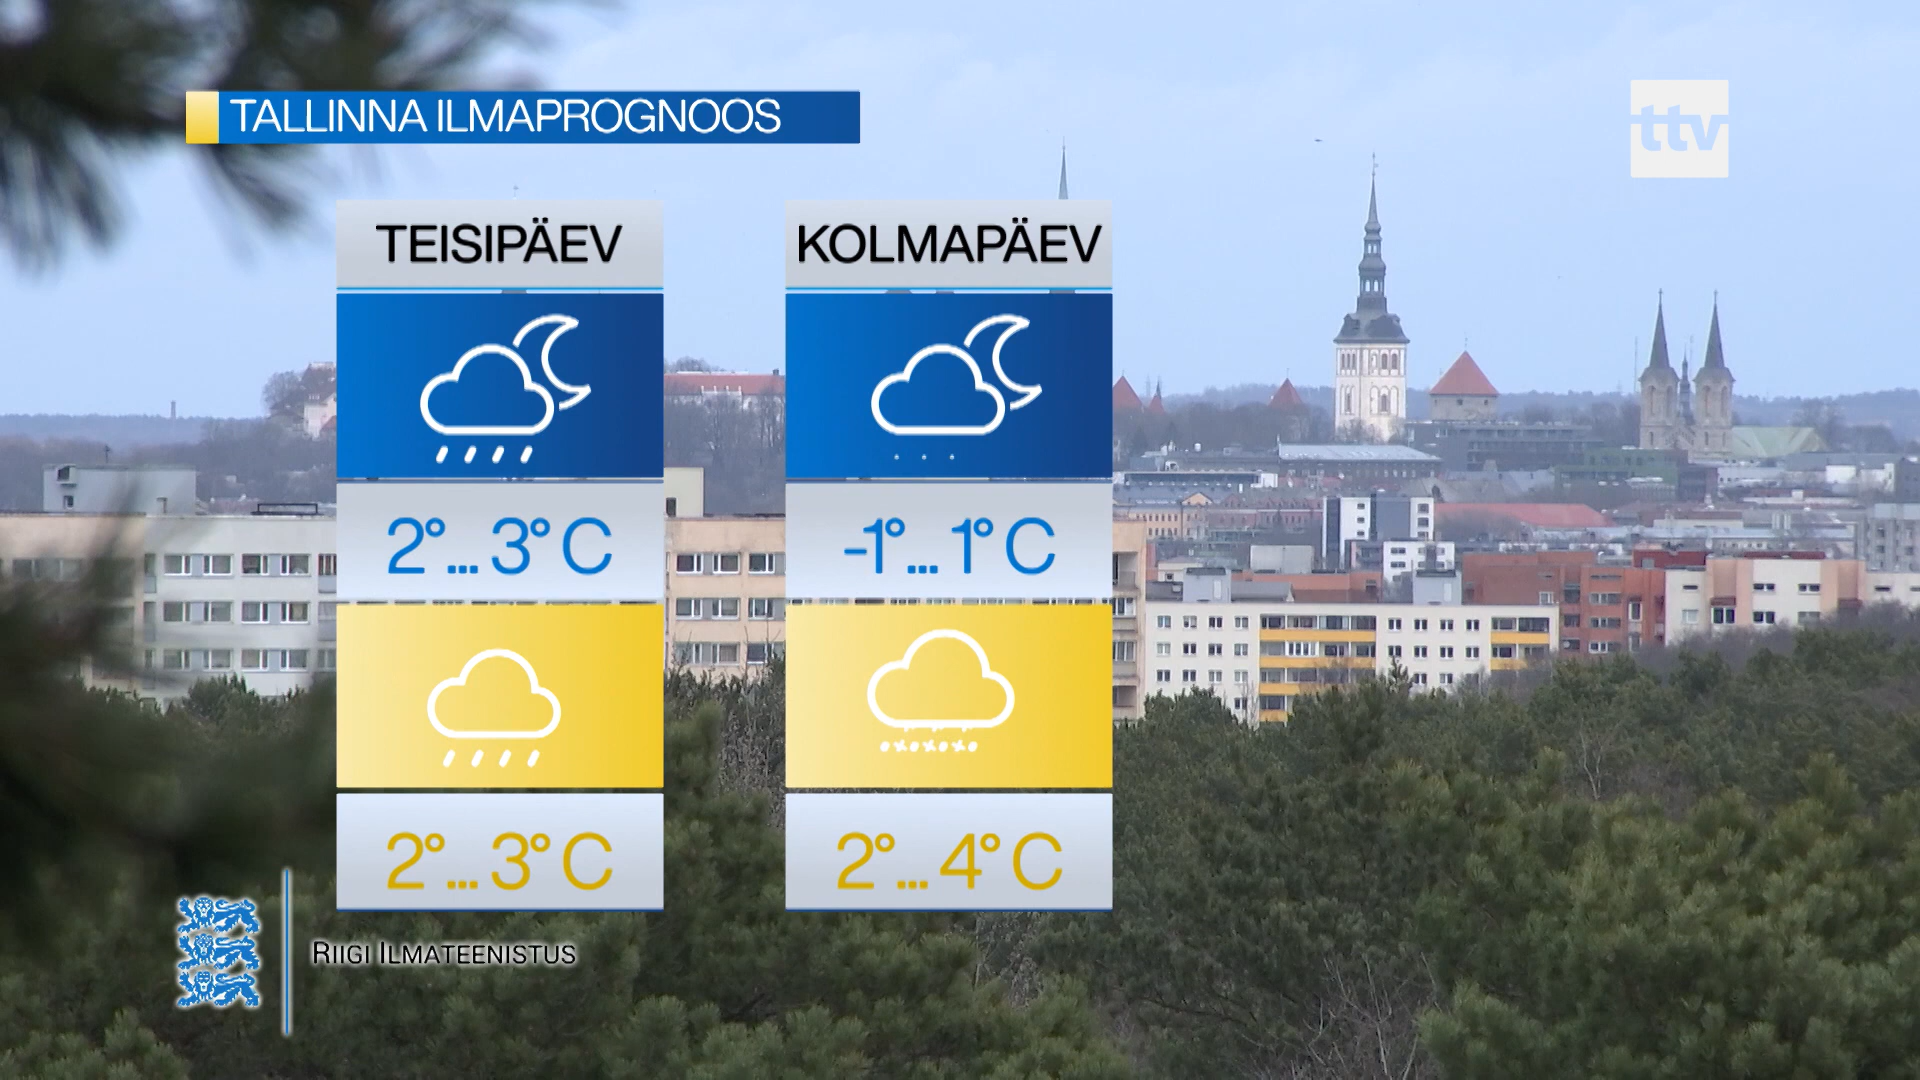 TALLINNA ILMAPROGNOOS
ttv
TEISIPÄEV
KOLMAPÄEV
2°...3°C
-1°...1°C
2°...3°C
2°...4°C
RIIGI ILMATEENISTUS